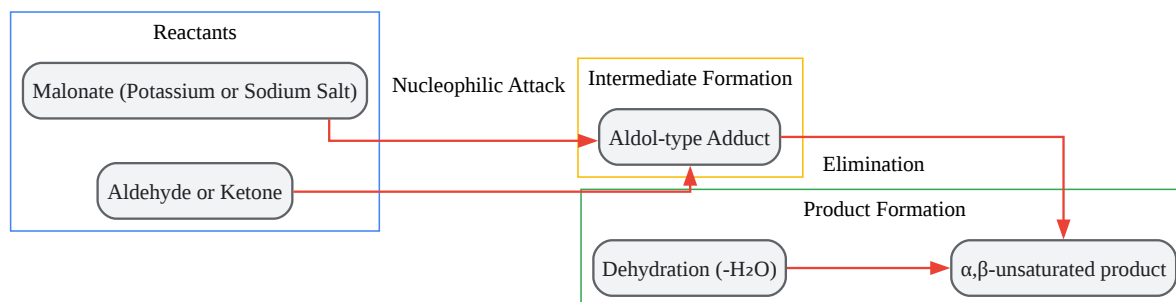 Reactants
Malonate (Potassium or Sodium Salt)
Aldehyde or Ketone
Nucleophilic Attack
Intermediate Formation
Aldol-type Adduct
Elimination
Product Formation
Dehydration (-H₂O)
α,β-unsaturated product